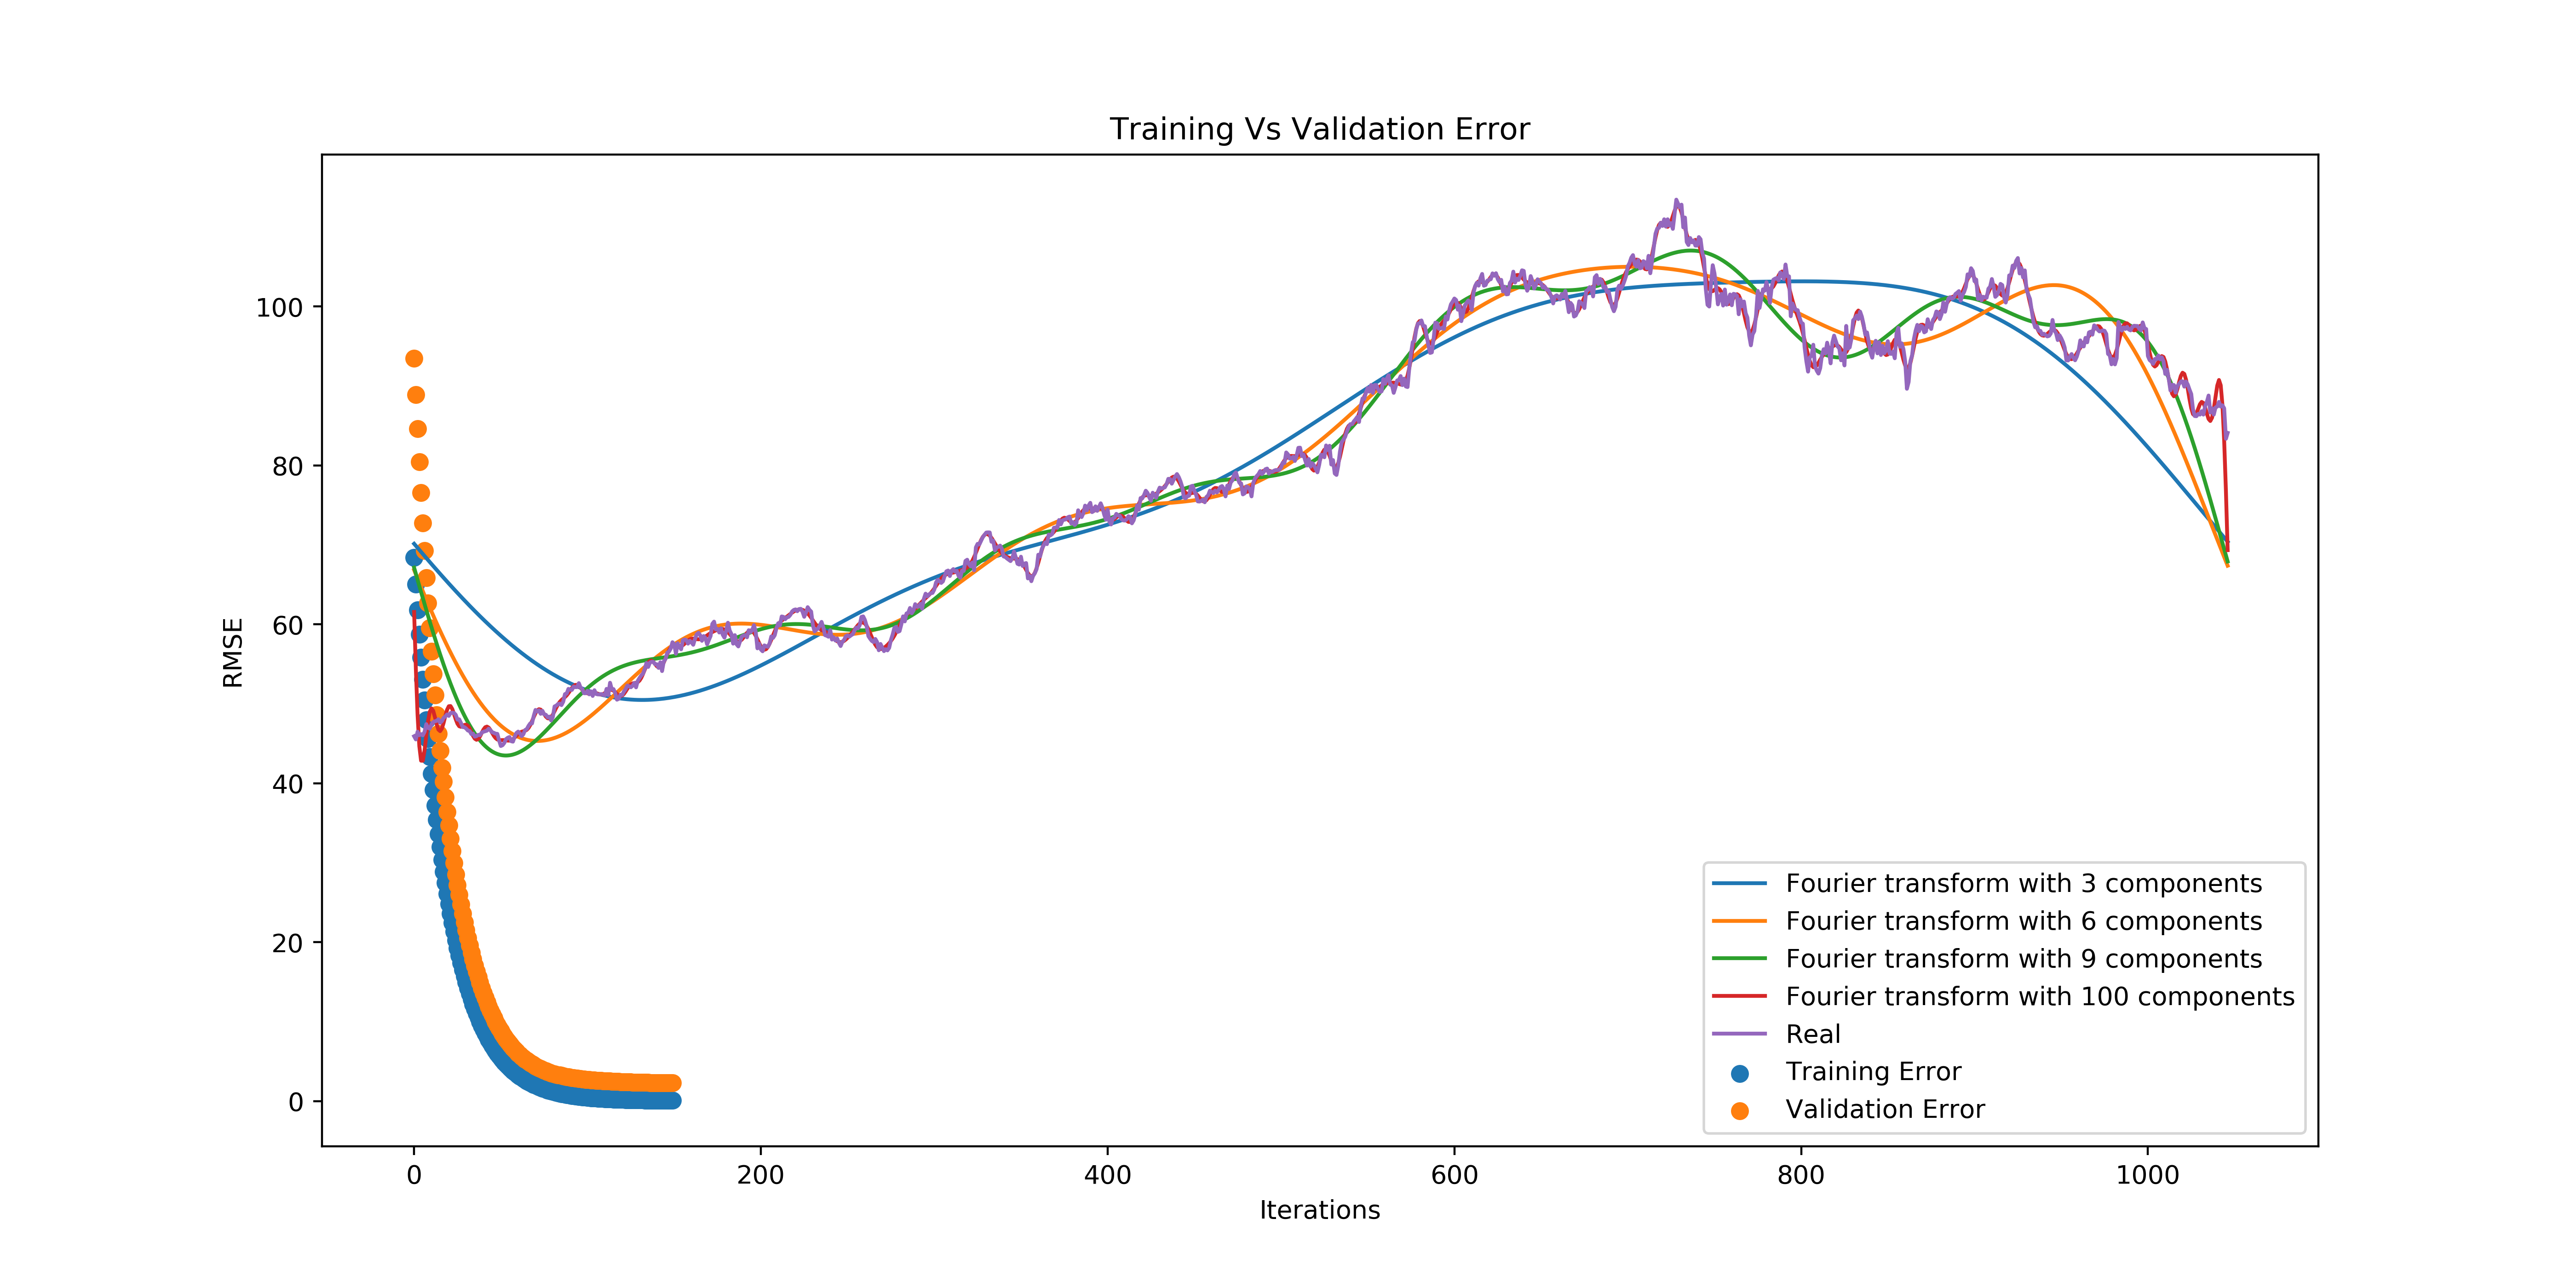 Training Vs Validation Error
RMSE
100
80
60
40
20
0
0 200 400 600 800 1000
Iterations
Fourier transform with 3 components
Fourier transform with 6 components
Fourier transform with 9 components
Fourier transform with 100 components
Real
Training Error
Validation Error